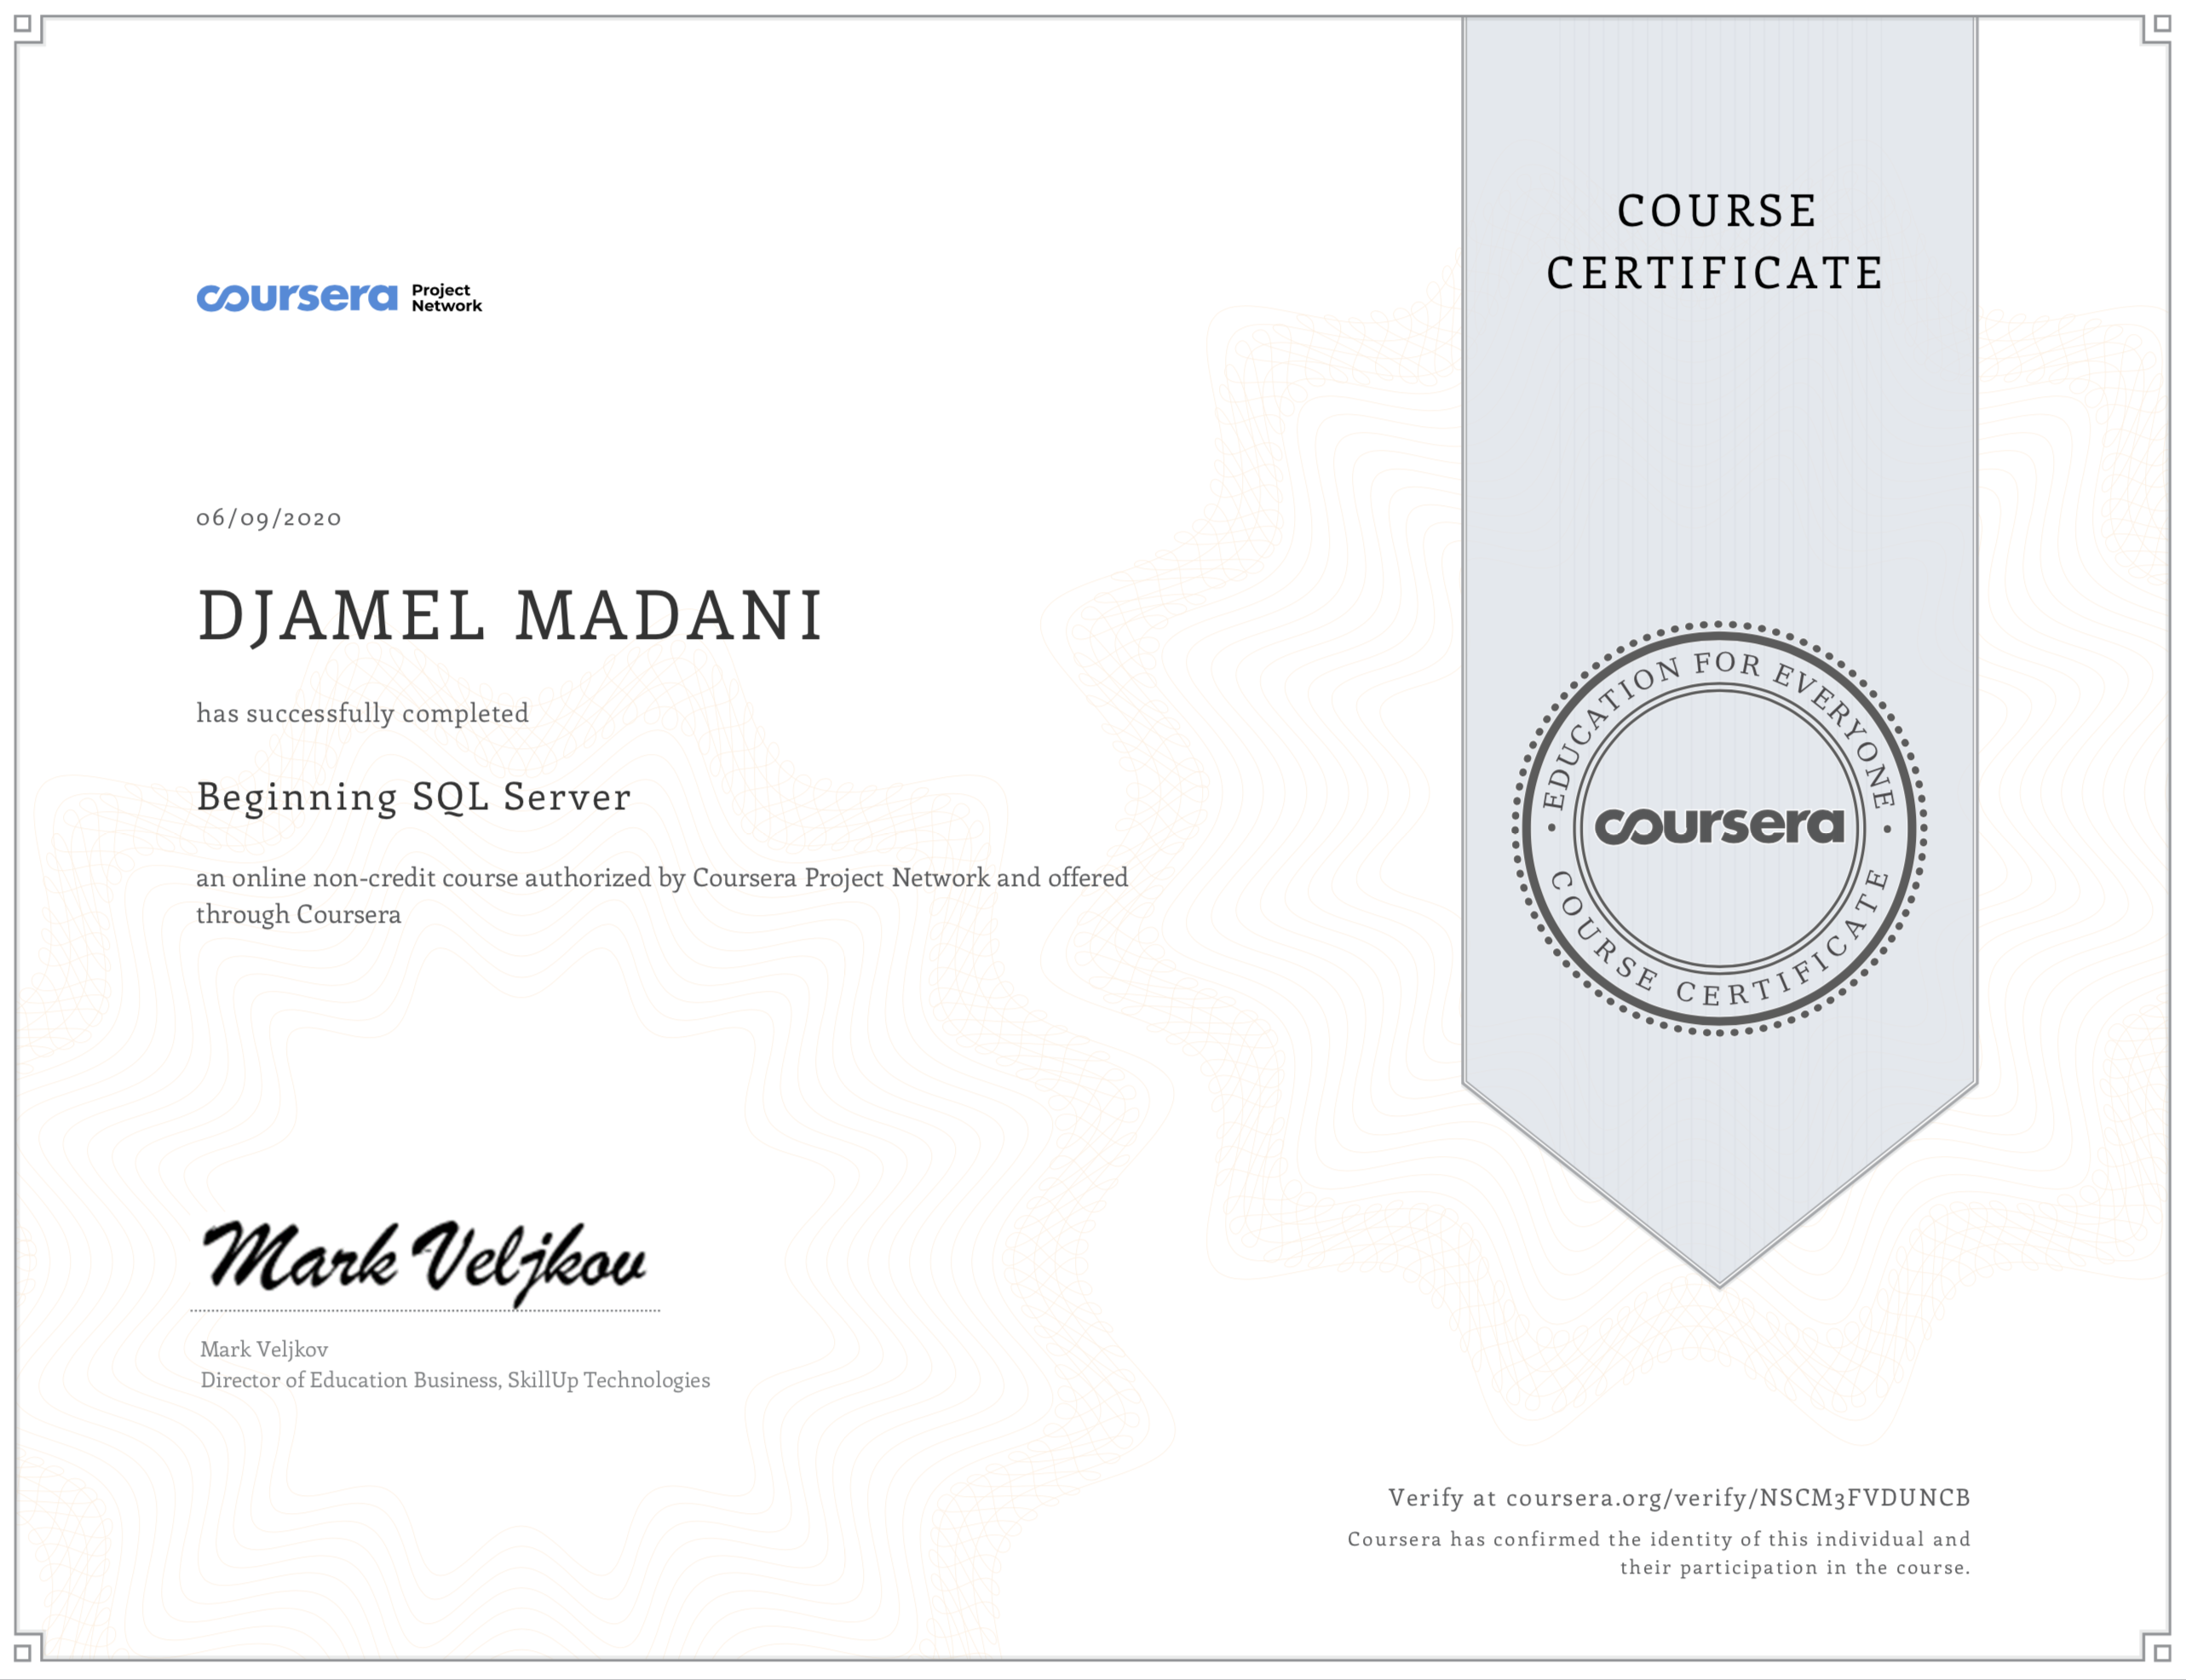 coursera Project
Network
COURSE
CERTIFICATE
06/09/2020
DJAMEL MADANI
has successfully completed
Beginning SQL Server
an online non-credit course authorized by Coursera Project Network and offered
through Coursera
EDUCATION FOR EVERYONE
coursera
COURSE CERTIFICATE
Mark Veljkov
Mark Veljkov
Director of Education Business, SkillUp Technologies
Verify at coursera.org/verify/NSCM3FVDUNCB
Coursera has confirmed the identity of this individual and
their participation in the course.